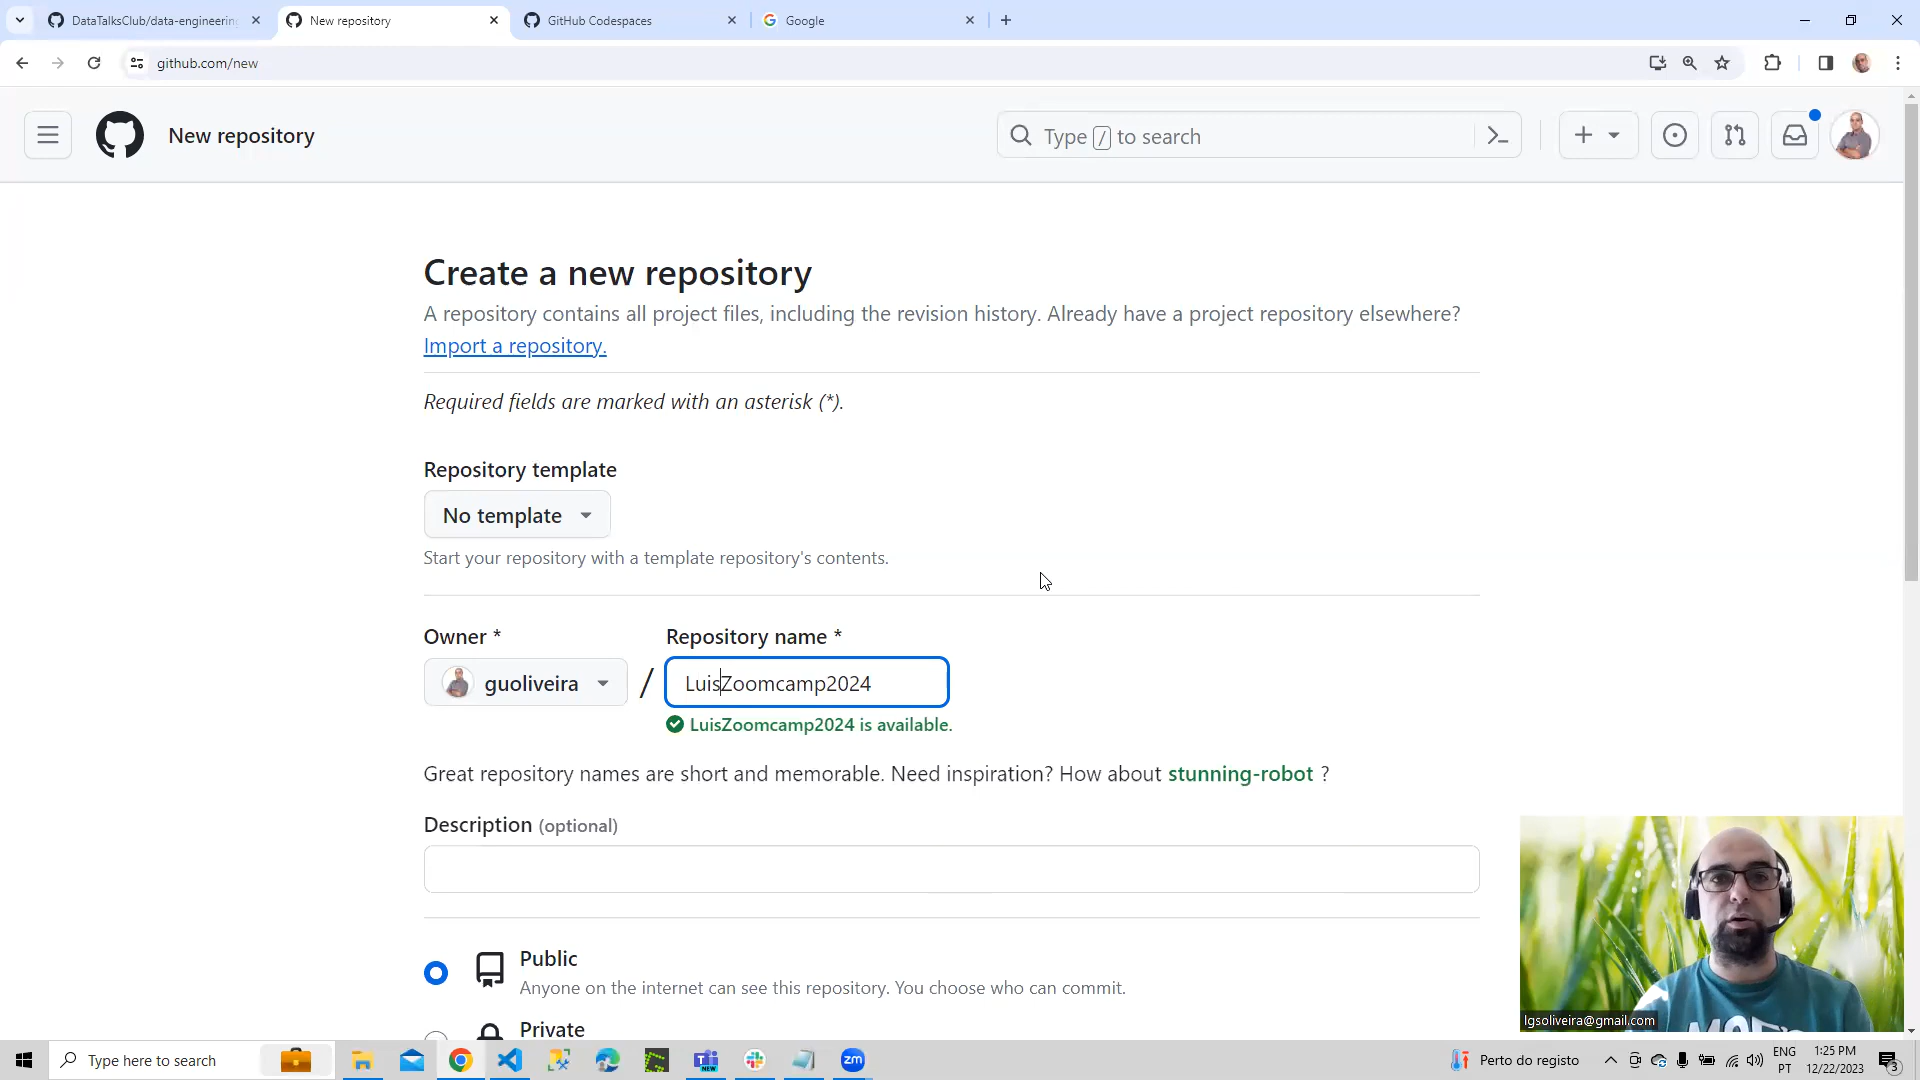 DataTalksClub/data-engineering
New repository
GitHub Codespaces
Google
github.com/new
New repository
Type / to search
Create a new repository
A repository contains all project files, including the revision history. Already have a project repository elsewhere?
Import a repository.
Required fields are marked with an asterisk (*).
Repository template
No template
Start your repository with a template repository's contents.
Owner *
Repository name *
guoliveira
/
LuisZoomcamp2024
LuisZoomcamp2024 is available.
Great repository names are short and memorable. Need inspiration? How about stunning-robot ?
Description (optional)
Public
Anyone on the internet can see this repository. You choose who can commit.
Private
lgsoliveira@gmail.com
Type here to search
NEW
zm
Perto do registo
ENG
PT
1:25 PM
12/22/2023
3